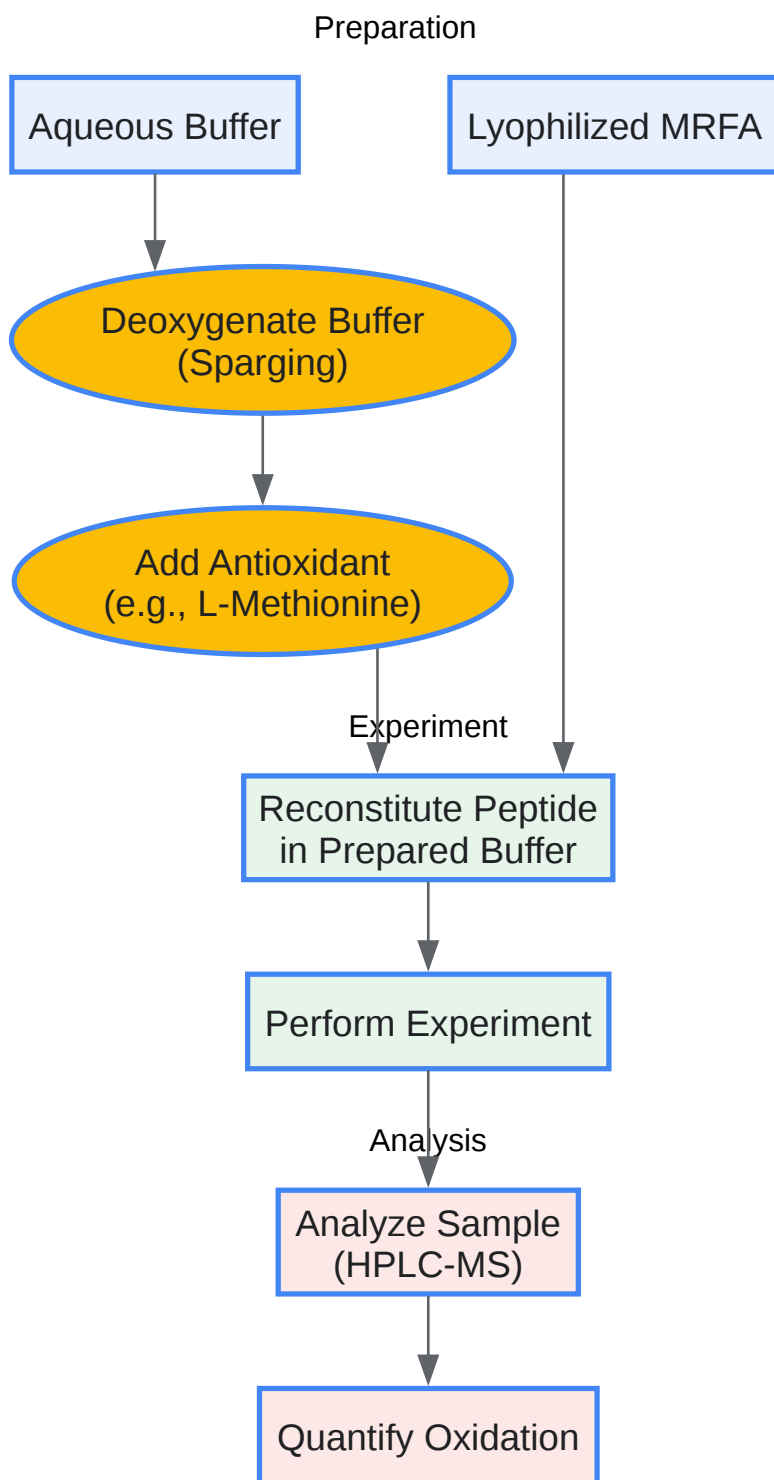 Preparation
Aqueous Buffer
Lyophilized MRFA
Deoxygenate Buffer
(Sparging)
Add Antioxidant
(e.g., L-Methionine)
Experiment
Reconstitute Peptide
in Prepared Buffer
Perform Experiment
Analysis
Analyze Sample
(HPLC-MS)
Quantify Oxidation